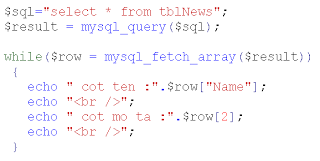 $sql="select * from tblNews";
$result = mysql_query($sql);
while($row = mysql_fetch_array($result))
{
echo " cot ten :".$row["Name"];
echo "<br />";
echo " cot mo ta :".$row[2];
echo "<br />";
}